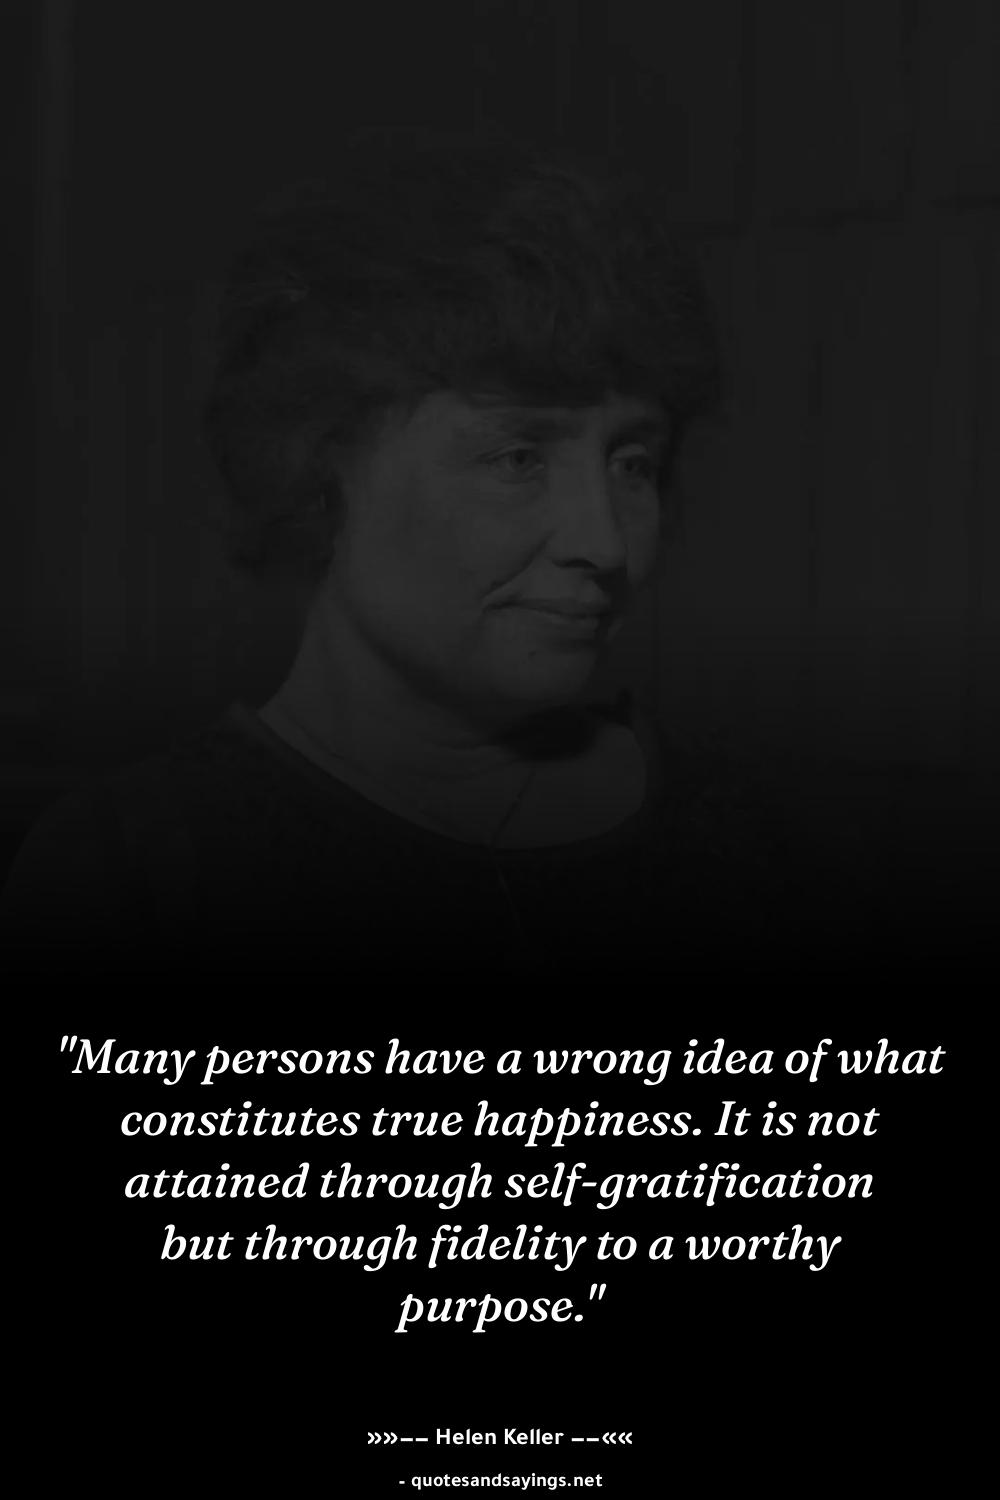 "Many persons have a wrong idea of what
constitutes true happiness. It is not
attained through self-gratification
but through fidelity to a worthy
purpose."
»»–– Helen Keller ––««
- quotesandsayings.net